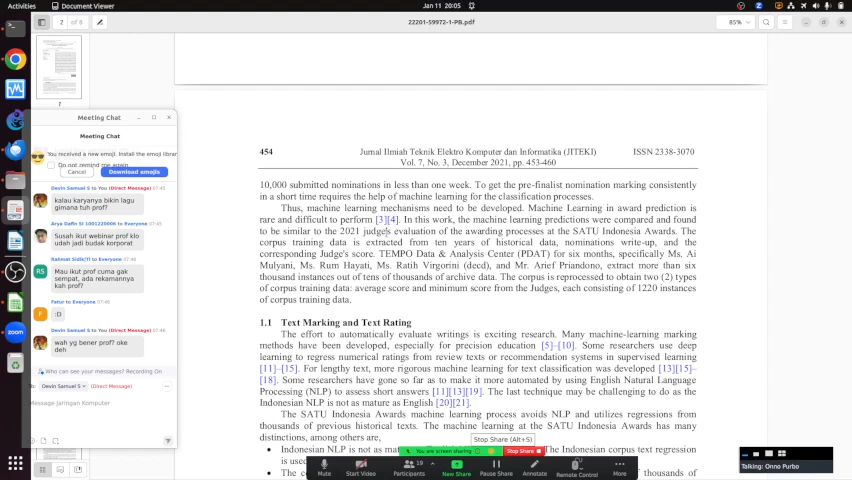 Activities
Document Viewer
Jan 11 20:05
2 of 8
22201-59972-1-PB.pdf
85%
1
Meeting Chat
Meeting Chat
You received a new emoji. Install the emoji librar
Do not remind me again.
Cancel
Download emojis
Devin Samuel S to You (Direct Message) 07:45
kalau karyanya bikin lagu
gimana tuh prof?
Arya Dafin SI 1001220006 to Everyone 07:45
Susah ikut webinar prof klo
udah jadi budak korporat
to Everyone 07:46
RS
Mau ikut prof cuma gak
sempat, ada rekamannya
kah prof?
Fatur to Everyone 07:46
F
:D
Devin Samuel S to You (Direct Message) 07:46
wah yg bener prof? oke
deh
Who can see your messages? Recording On
Devin Samuel S
(Direct Message)
Message Jaringan Komputer
zoom
454 Jurnal Ilmiah Teknik Elektro Komputer dan Informatika (JITEKI) ISSN 2338-3070
Vol. 7, No. 3, December 2021, pp. 453-460
10,000 submitted nominations in less than one week. To get the pre-finalist nomination marking consistently
in a short time requires the help of machine learning for the classification processes.
Thus, machine learning mechanisms need to be developed. Machine Learning in award prediction is
rare and difficult to perform [3][4]. In this work, the machine learning predictions were compared and found
to be similar to the 2021 judge's evaluation of the awarding processes at the SATU Indonesia Awards. The
corpus training data is extracted from ten years of historical data, nominations write-up, and the
corresponding Judge's score. TEMPO Data & Analysis Center (PDAT) for six months, specifically Ms. Ai
Mulyani, Ms. Rum Hayati, Ms. Ratih Virgorini (decd), and Mr. Arief Priandono, extract more than six
thousand instances out of tens of thousands of archive data. The corpus is reprocessed to obtain two (2) types
of corpus training data: average score and minimum score from the Judges, each consisting of 1220 instances
of corpus training data.
1.1 Text Marking and Text Rating
The effort to automatically evaluate writings is exciting research. Many machine-learning marking
methods have been developed, especially for precision education [5]–[10]. Some researchers use deep
learning to regress numerical ratings from review texts or recommendation systems in supervised learning
[11]–[15]. For lengthy text, more rigorous machine learning for text classification was developed [13][15]–
[18]. Some researchers have gone so far as to make it more automated by using English Natural Language
Processing (NLP) to assess short answers [11][13][19]. The last technique may be challenging to do as the
Indonesian NLP is not as mature as English [20][21].
The SATU Indonesia Awards machine learning process avoids NLP and utilizes regressions from
thousands of previous historical texts. The machine learning at the SATU Indonesia Awards has many
distinctions, among others are,
Stop Share (Alt+S)
• Indonesian NLP is not as The Indonesian corpus text regression
is used
You are screen sharing
Stop Share
• The of thousands of
Mute
Start Video
Participants
19
New Share
Pause Share
Annotate
Remote Control
More
Talking: Onno Purbo